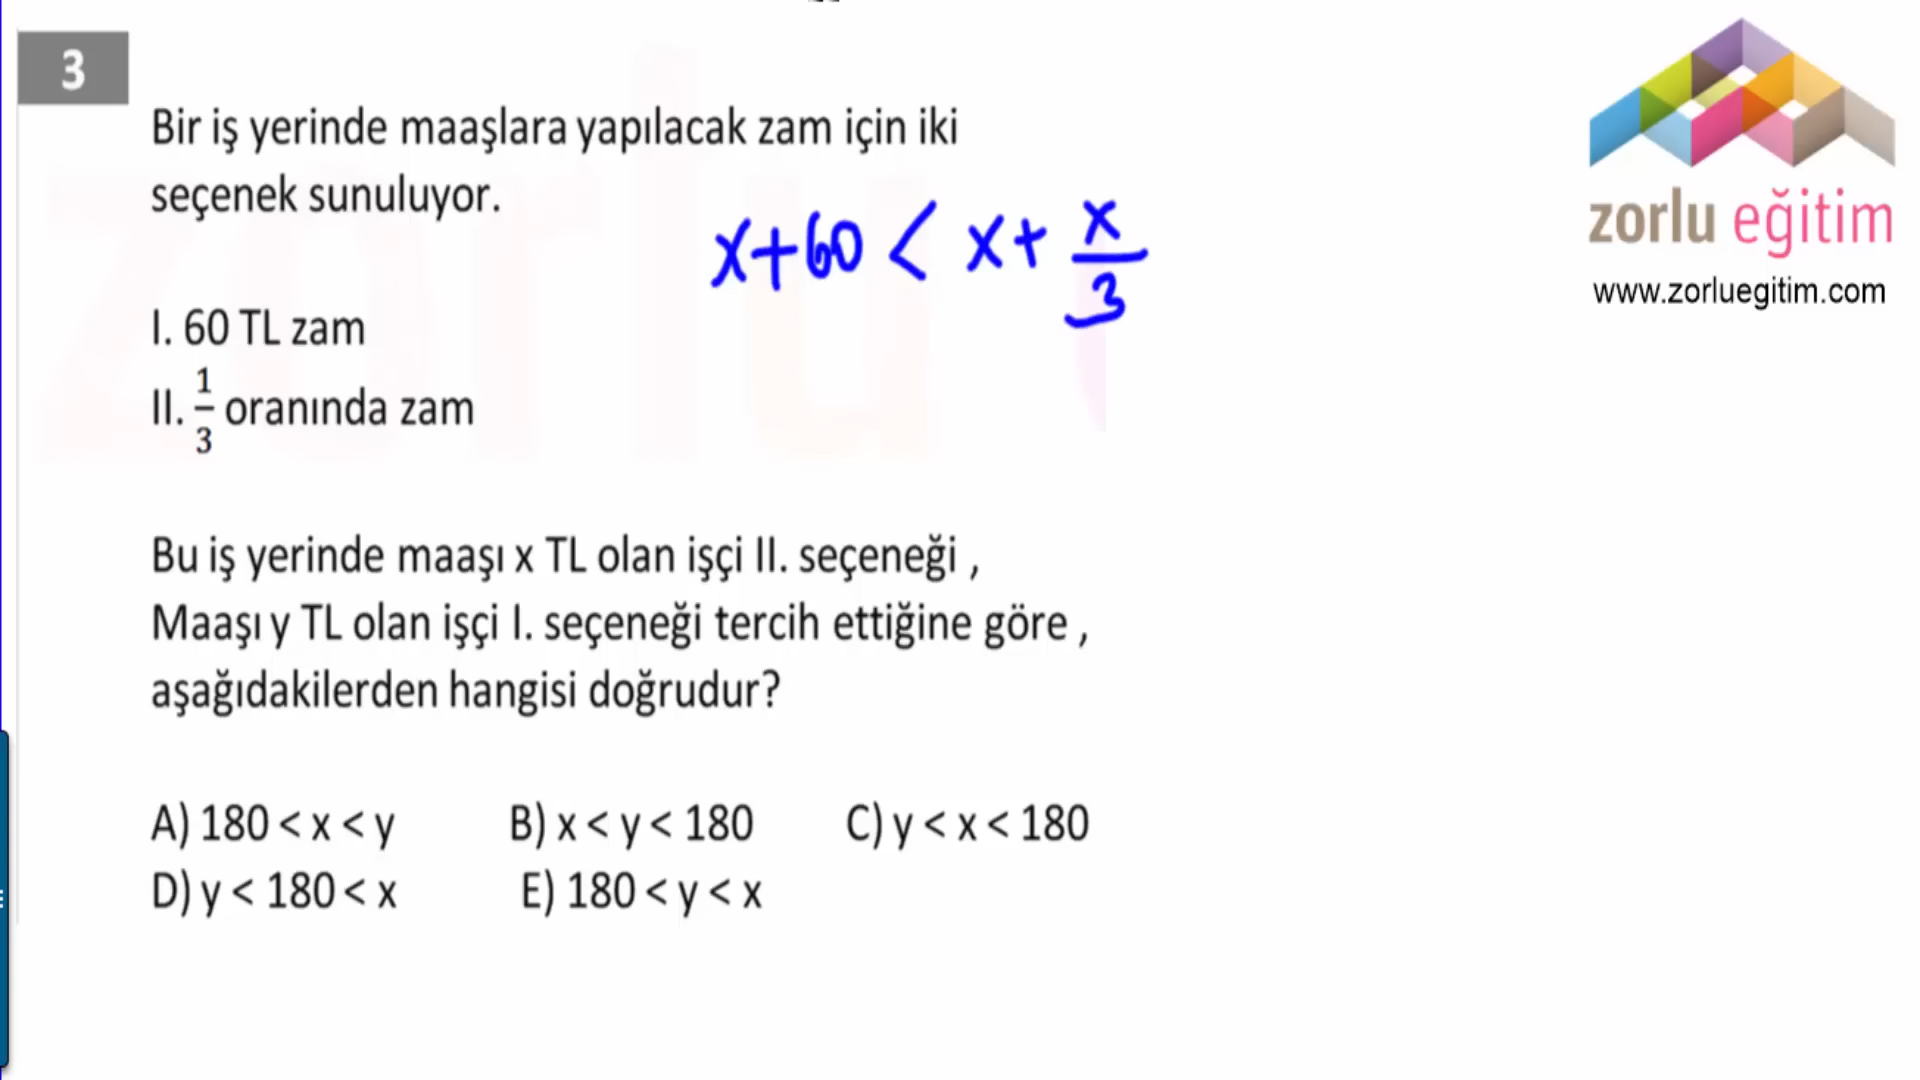 3
Bir iş yerinde maaşlara yapılacak zam için iki
seçenek sunuluyor.
x+60 < x+ x/3
I. 60 TL zam
II. 1/3 oranında zam
Bu iş yerinde maaşı x TL olan işçi II. seçeneği ,
Maaşı y TL olan işçi I. seçeneği tercih ettiğine göre ,
aşağıdakilerden hangisi doğrudur?
A) 180 < x < y B) x < y < 180 C) y < x < 180
D) y < 180 < x E) 180 < y < x
zorlu eğitim
www.zorluegitim.com
zorlu